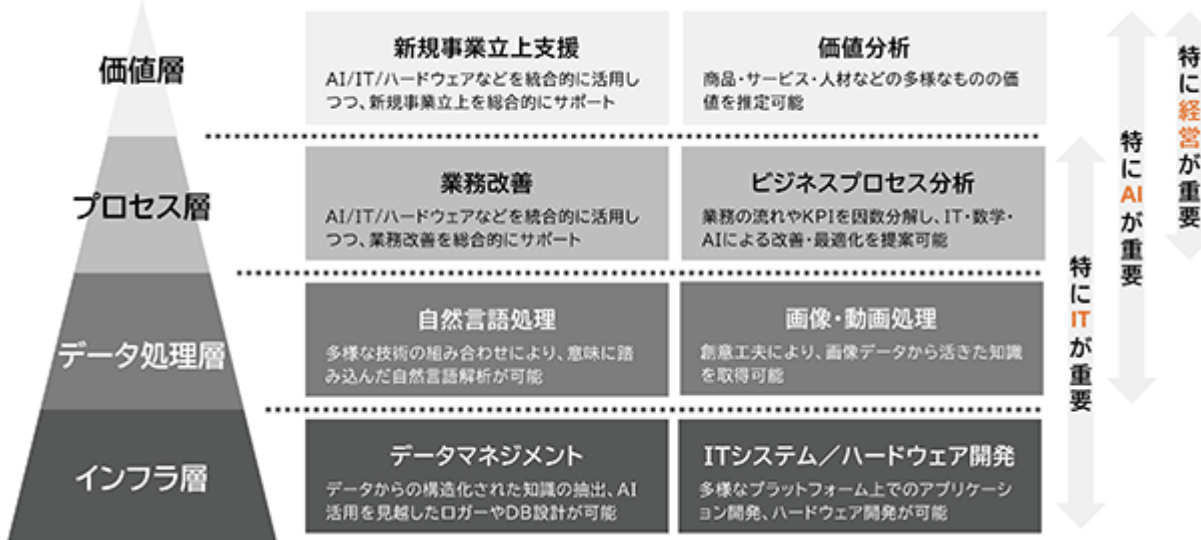 価値層
新規事業立上支援
AI/IT/ハードウェアなどを統合的に活用し
つつ、新規事業立上を総合的にサポート
価値分析
商品・サービス・人材などの多様なものの価
値を推定可能
プロセス層
業務改善
AI/IT/ハードウェアなどを統合的に活用し
つつ、業務改善を総合的にサポート
ビジネスプロセス分析
業務の流れやKPIを因数分解し、IT・数学・
AIによる改善・最適化を提案可能
データ処理層
自然言語処理
多様な技術の組み合わせにより、意味に踏
み込んだ自然言語解析が可能
画像・動画処理
創意工夫により、画像データから活きた知識
を取得可能
インフラ層
データマネジメント
データからの構造化された知識の抽出、AI
活用を見越したロガーやDB設計が可能
ITシステム／ハードウェア開発
多様なプラットフォーム上でのアプリケーシ
ョン開発、ハードウェア開発が可能
特にITが重要
特にAIが重要
特に経営が重要